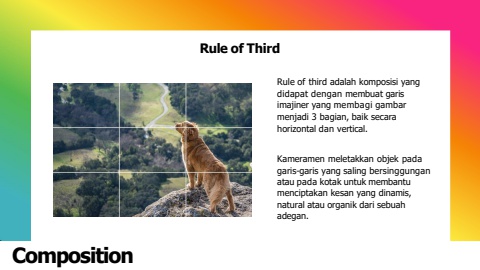 Rule of Third
Rule of third adalah komposisi yang
didapat dengan membuat garis
imajiner yang membagi gambar
menjadi 3 bagian, baik secara
horizontal dan vertical.
Kameramen meletakkan objek pada
garis-garis yang saling bersinggungan
atau pada kotak untuk membantu
menciptakan kesan yang dinamis,
natural atau organik dari sebuah
adegan.
Composition